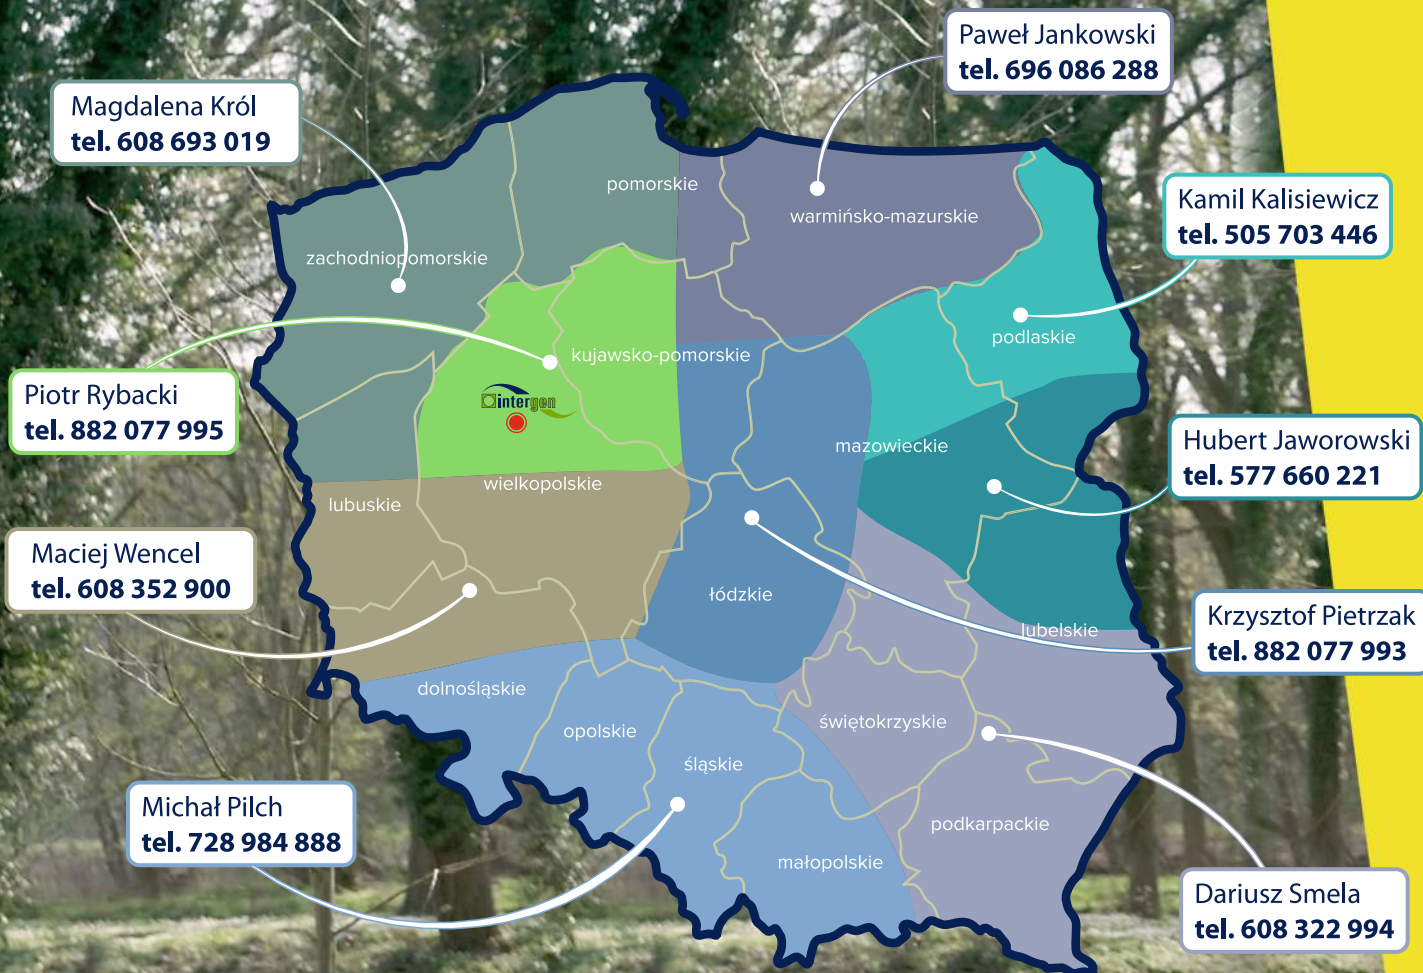 Paweł Jankowski
tel. 696 086 288
Magdalena Król
tel. 608 693 019
pomorskie
warmińsko-mazurskie
Kamil Kalisiewicz
tel. 505 703 446
zachodniopomorskie
podlaskie
kujawsko-pomorskie
Piotr Rybacki
tel. 882 077 995
intergen
mazowieckie
Hubert Jaworowski
tel. 577 660 221
wielkopolskie
lubuskie
Maciej Wencel
tel. 608 352 900
łódzkie
Krzysztof Pietrzak
tel. 882 077 993
lubelskie
dolnośląskie
opolskie
świętokrzyskie
śląskie
Michał Pilch
tel. 728 984 888
podkarpackie
małopolskie
Dariusz Smela
tel. 608 322 994